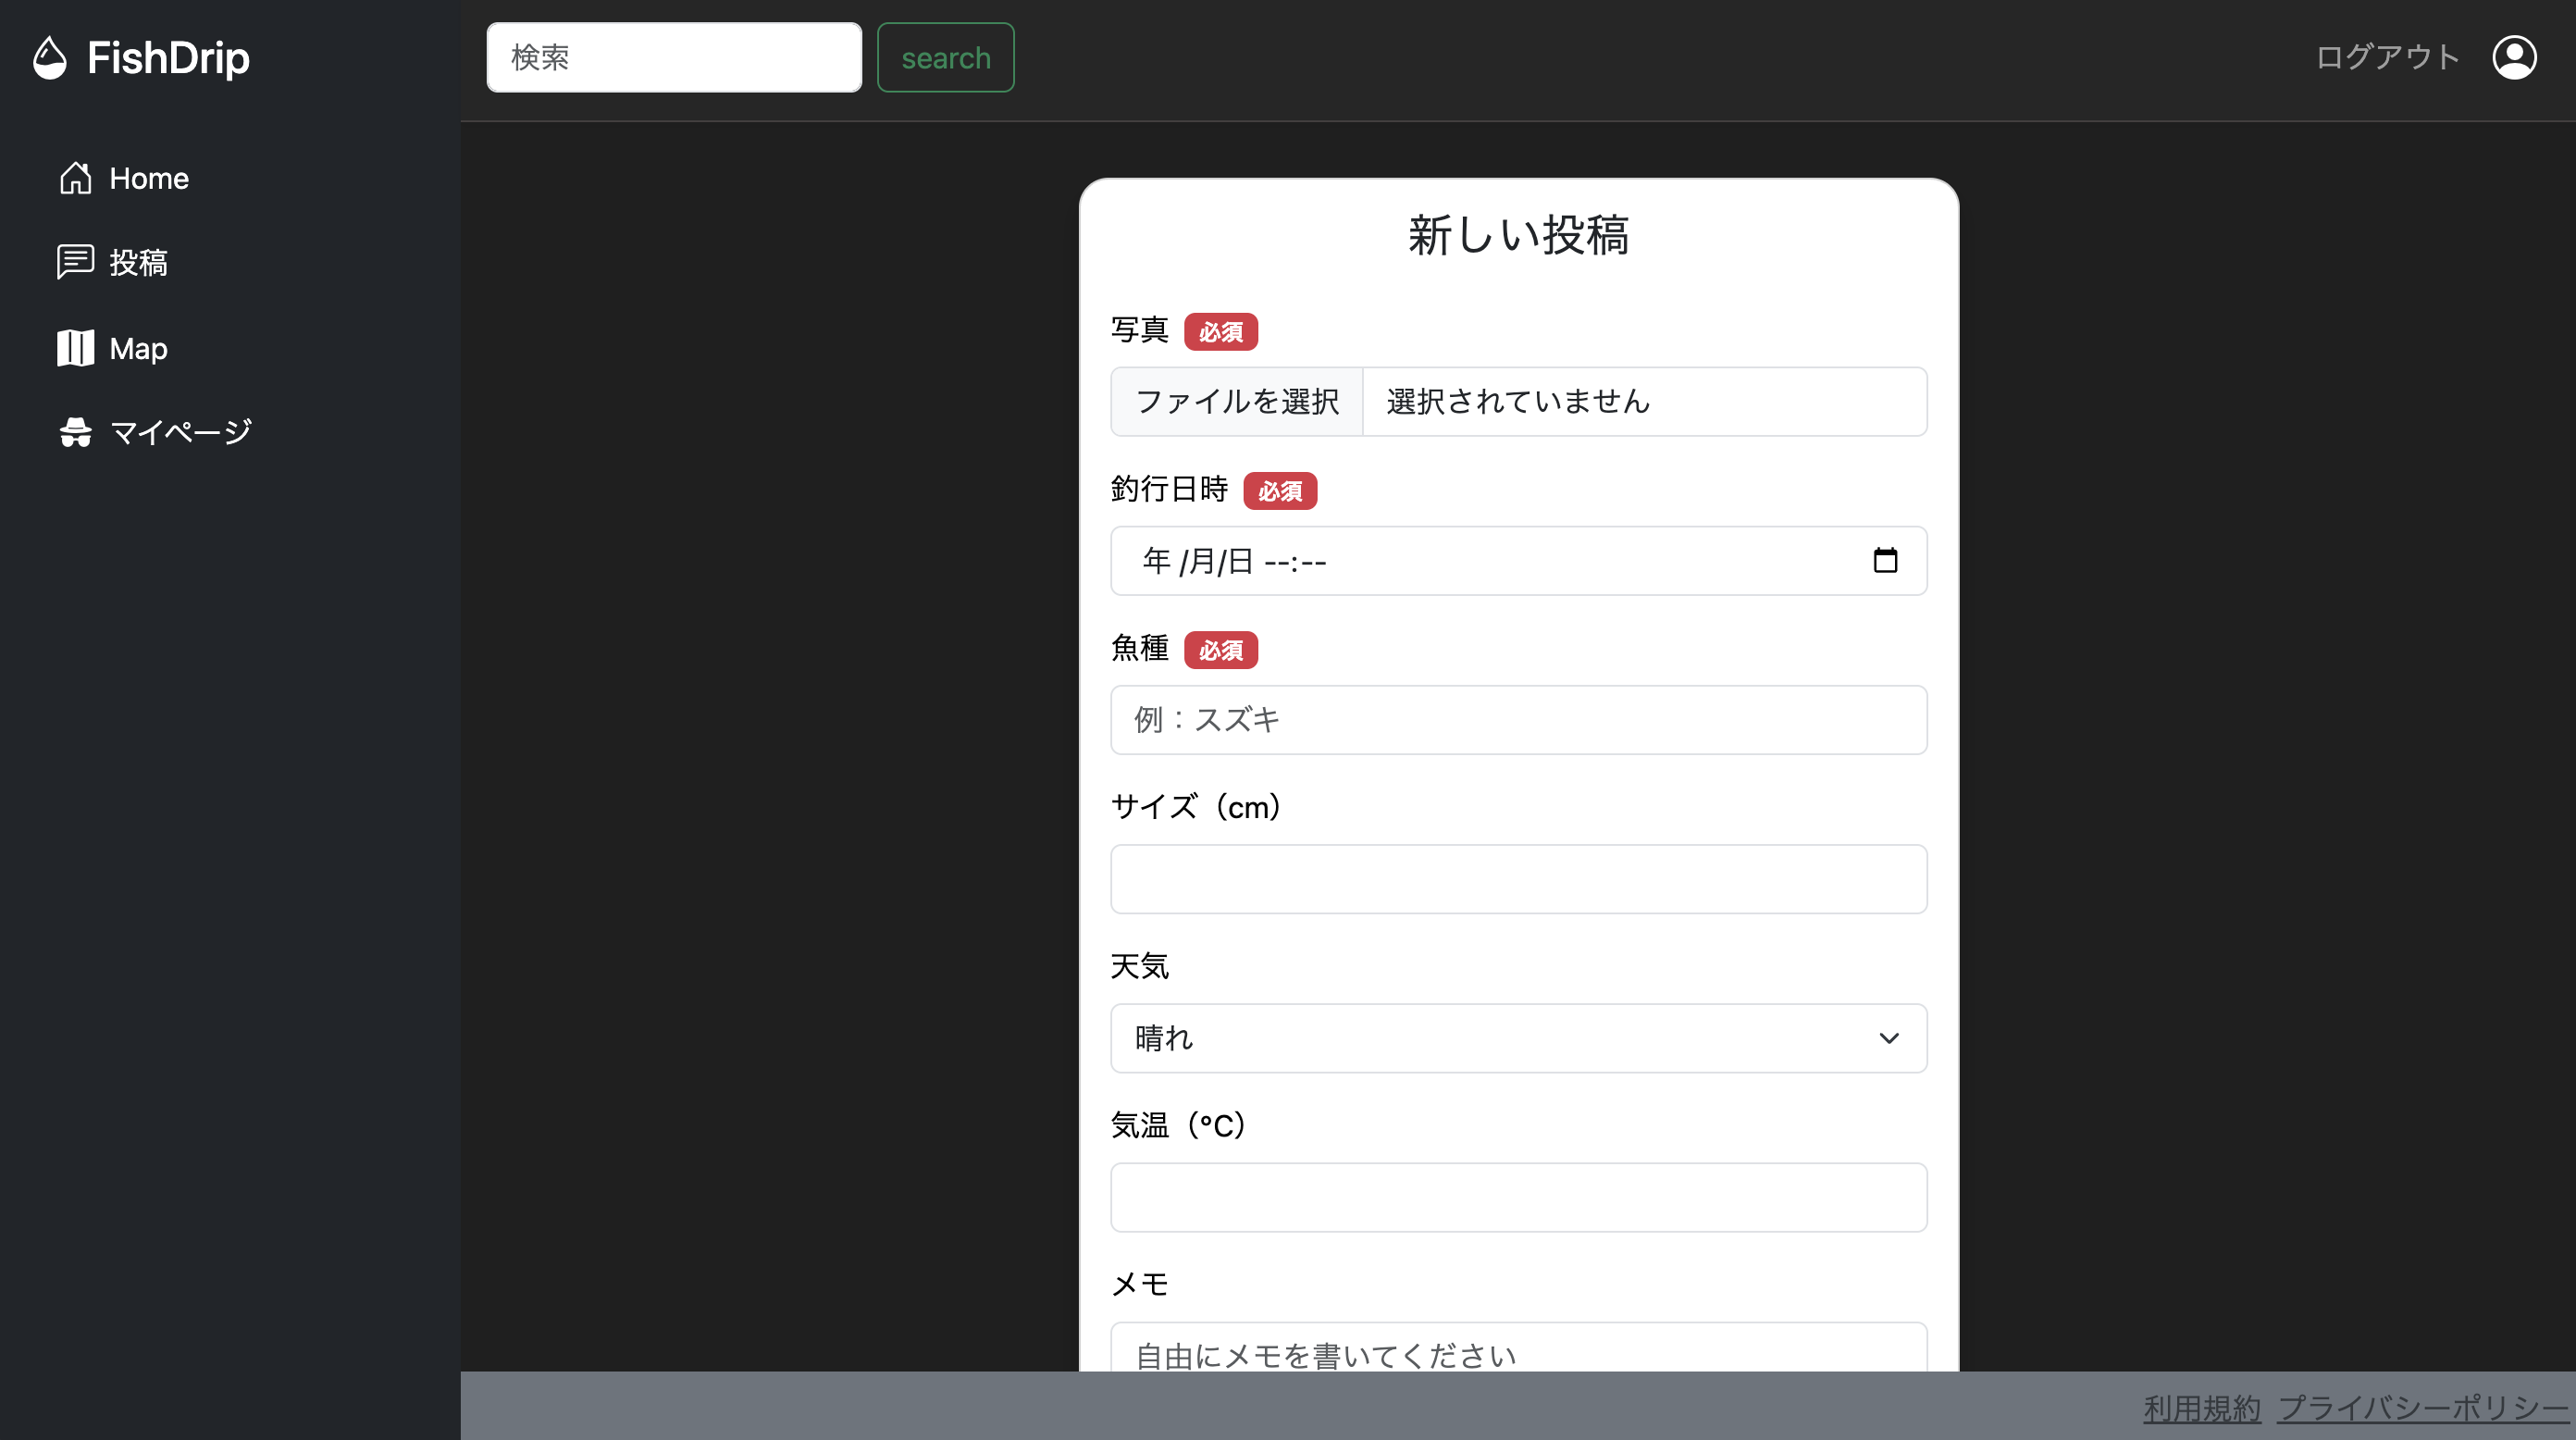 FishDrip
Home
投稿
Map
マイページ
検索
search
ログアウト
新しい投稿
写真 必須
ファイルを選択 選択されていません
釣行日時 必須
年 /月/日 --:--
魚種 必須
例：スズキ
サイズ（cm）
天気
晴れ
気温（°C）
メモ
自由にメモを書いてください
利用規約 プライバシーポリシー